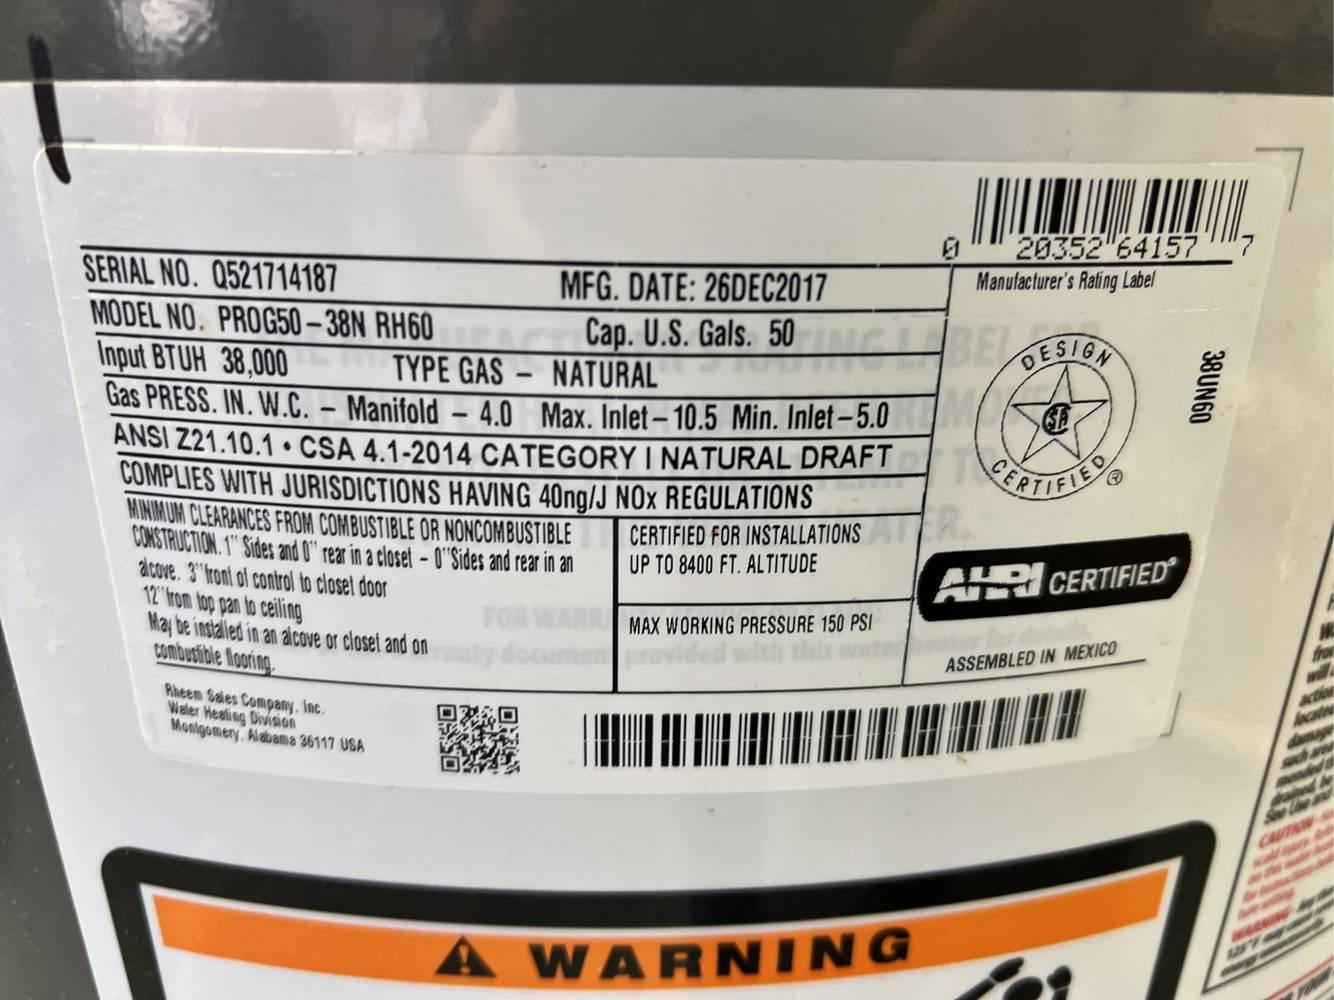 0 20352 64157 7
Manufacturer's Rating Label
SERIAL NO. Q521714187 MFG. DATE: 26DEC2017
MODEL NO. PROG50-38N RH60 Cap. U.S. Gals. 50
Input BTUH 38,000 TYPE GAS - NATURAL
Gas PRESS. IN. W.C. - Manifold - 4.0 Max. Inlet-10.5 Min. Inlet-5.0
ANSI Z21.10.1 • CSA 4.1-2014 CATEGORY I NATURAL DRAFT
COMPLIES WITH JURISDICTIONS HAVING 40ng/J NOx REGULATIONS
MINIMUM CLEARANCES FROM COMBUSTIBLE OR NONCOMBUSTIBLE
CONSTRUCTION. 1" Sides and 0" rear in a closet - 0"Sides and rear in an
alcove. 3"front of control to closet door
12"from top pan to ceiling
May be installed in an alcove or closet and on
combustible flooring.
CERTIFIED FOR INSTALLATIONS
UP TO 8400 FT. ALTITUDE
MAX WORKING PRESSURE 150 PSI
DESIGN
CSA
CERTIFIED®
38UN60
AHRI CERTIFIED®
ASSEMBLED IN MEXICO
Rheem Sales Company, Inc.
Water Heating Division
Montgomery, Alabama 36117 USA
WARNING
CAUTION
WARNING: